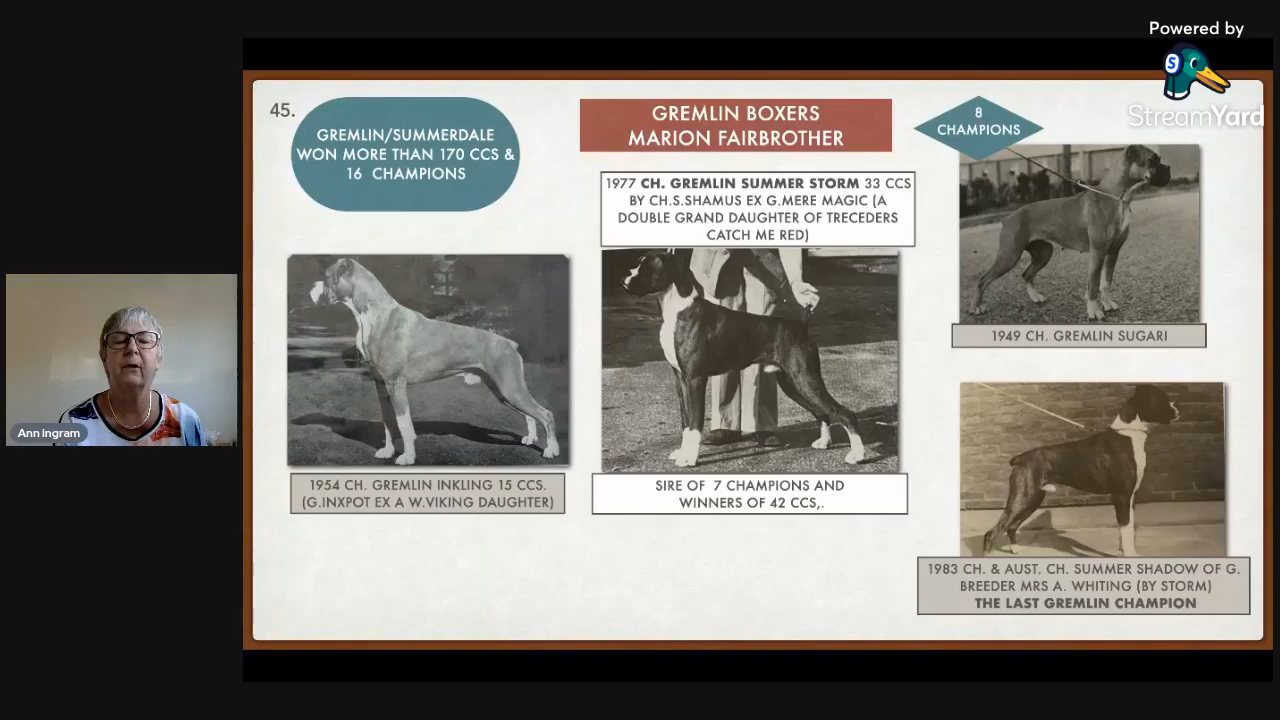 Powered by
S
StreamYard
45.
GREMLIN/SUMMERDALE
WON MORE THAN 170 CCS &
16 CHAMPIONS
GREMLIN BOXERS
MARION FAIRBROTHER
8
CHAMPIONS
1977 CH. GREMLIN SUMMER STORM 33 CCS
BY CH.S.SHAMUS EX G.MERE MAGIC (A
DOUBLE GRAND DAUGHTER OF TRECEDERS
CATCH ME RED)
1949 CH. GREMLIN SUGARI
Ann Ingram
1954 CH. GREMLIN INKLING 15 CCS.
(G.INXPOT EX A W.VIKING DAUGHTER)
SIRE OF 7 CHAMPIONS AND
WINNERS OF 42 CCS,.
1983 CH. & AUST. CH. SUMMER SHADOW OF G.
BREEDER MRS A. WHITING (BY STORM)
THE LAST GREMLIN CHAMPION